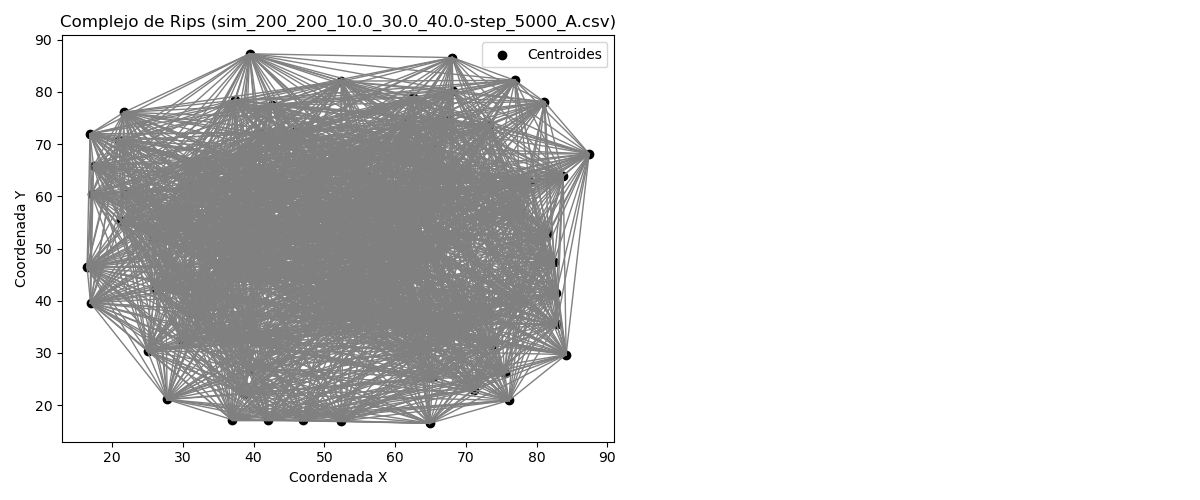 Complejo de Rips (sim_200_200_10.0_30.0_40.0-step_5000_A.csv)
Centroides
90
80
70
60
50
40
30
20
Coordenada Y
20 30 40 50 60 70 80 90
Coordenada X